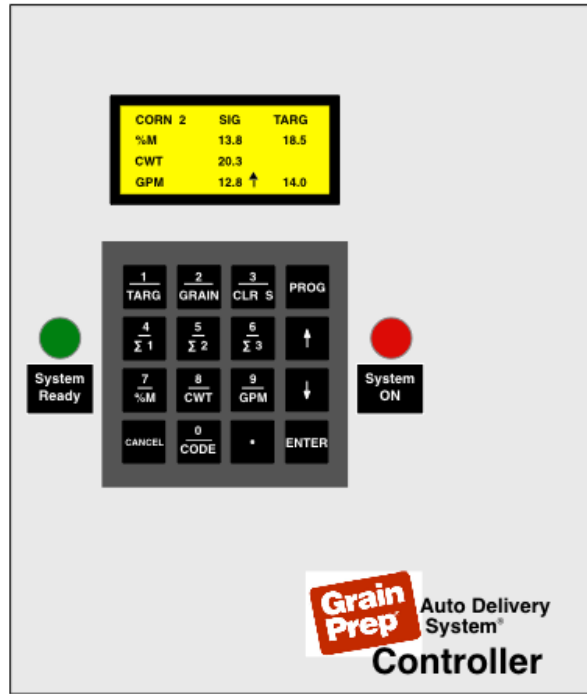 CORN 2 SIG TARG
%M 13.8 18.5
CWT 20.3
GPM 12.8 ↑ 14.0
1 2 3 PROG
TARG GRAIN CLR S
4 5 6 ↑
Σ 1 Σ 2 Σ 3
7 8 9 ↓
%M CWT GPM
CANCEL 0 . ENTER
CODE
System
Ready
System
ON
Grain
Prep®
Auto Delivery
System®
Controller